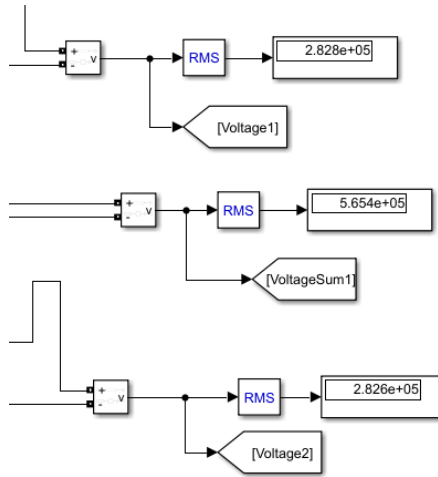 +
-
v
RMS
2.828e+05
[Voltage1]
+
-
v
RMS
5.654e+05
[VoltageSum1]
+
-
v
RMS
2.826e+05
[Voltage2]